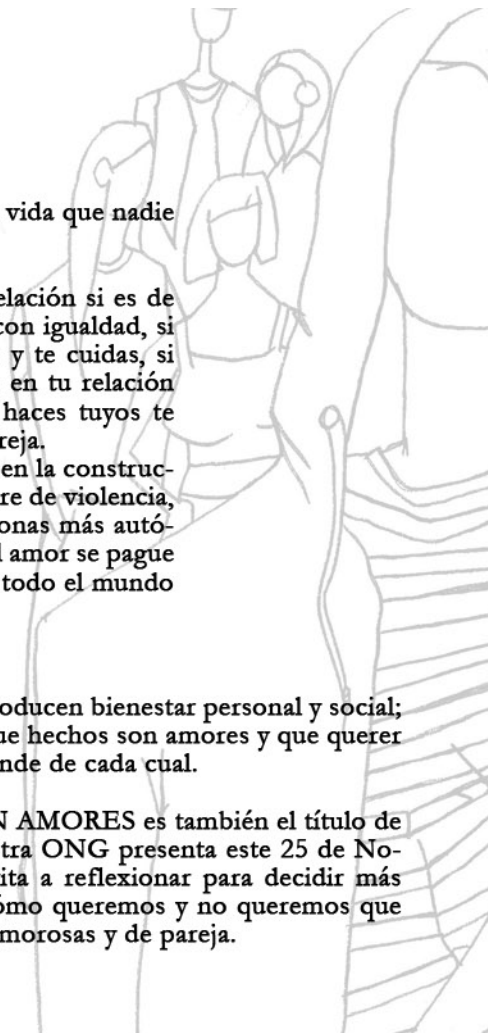 vida que nadie
elación si es de
con igualdad, si
y te cuidas, si
en tu relación
haces tuyos te
reja.
en la construc-
re de violencia,
onas más autó-
l amor se pague
todo el mundo
oducen bienestar personal y social;
ue hechos son amores y que querer
nde de cada cual.
N AMORES es también el título de
tra ONG presenta este 25 de No-
ita a reflexionar para decidir más
ómo queremos y no queremos que
morosas y de pareja.